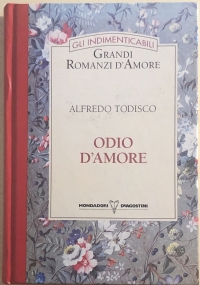 GLI INDIMENTICABILI
GRANDI
ROMANZI D'AMORE
ALFREDO TODISCO
ODIO
D'AMORE
MONDADORI DEAGOSTINI